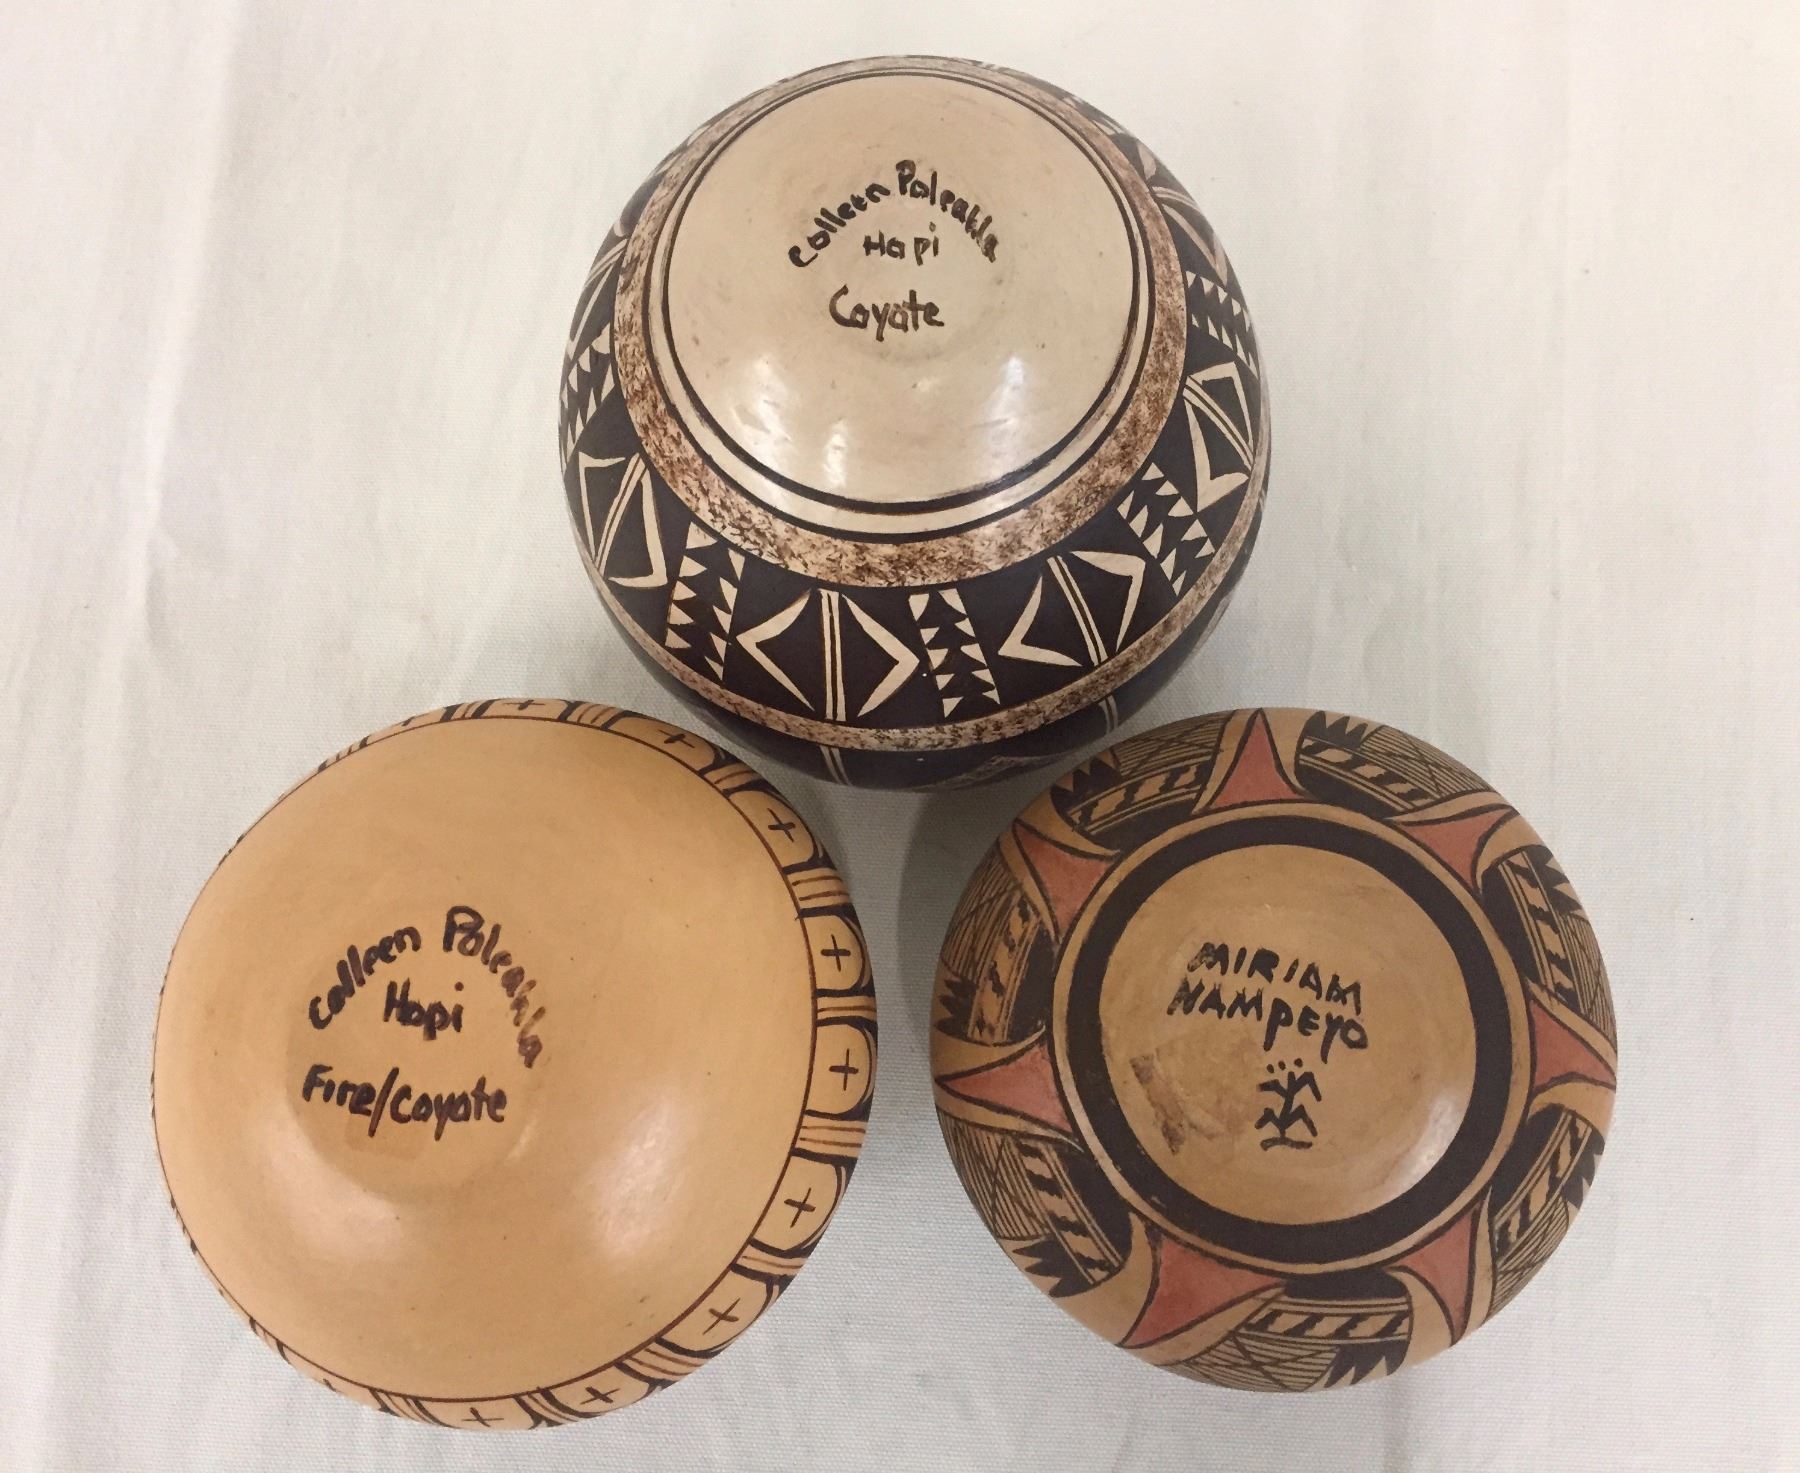 Colleen Poleahla
Hopi
Coyote
Colleen Poleahla
Hopi
Fire/Coyote
MIRIAM
NAMPEYO